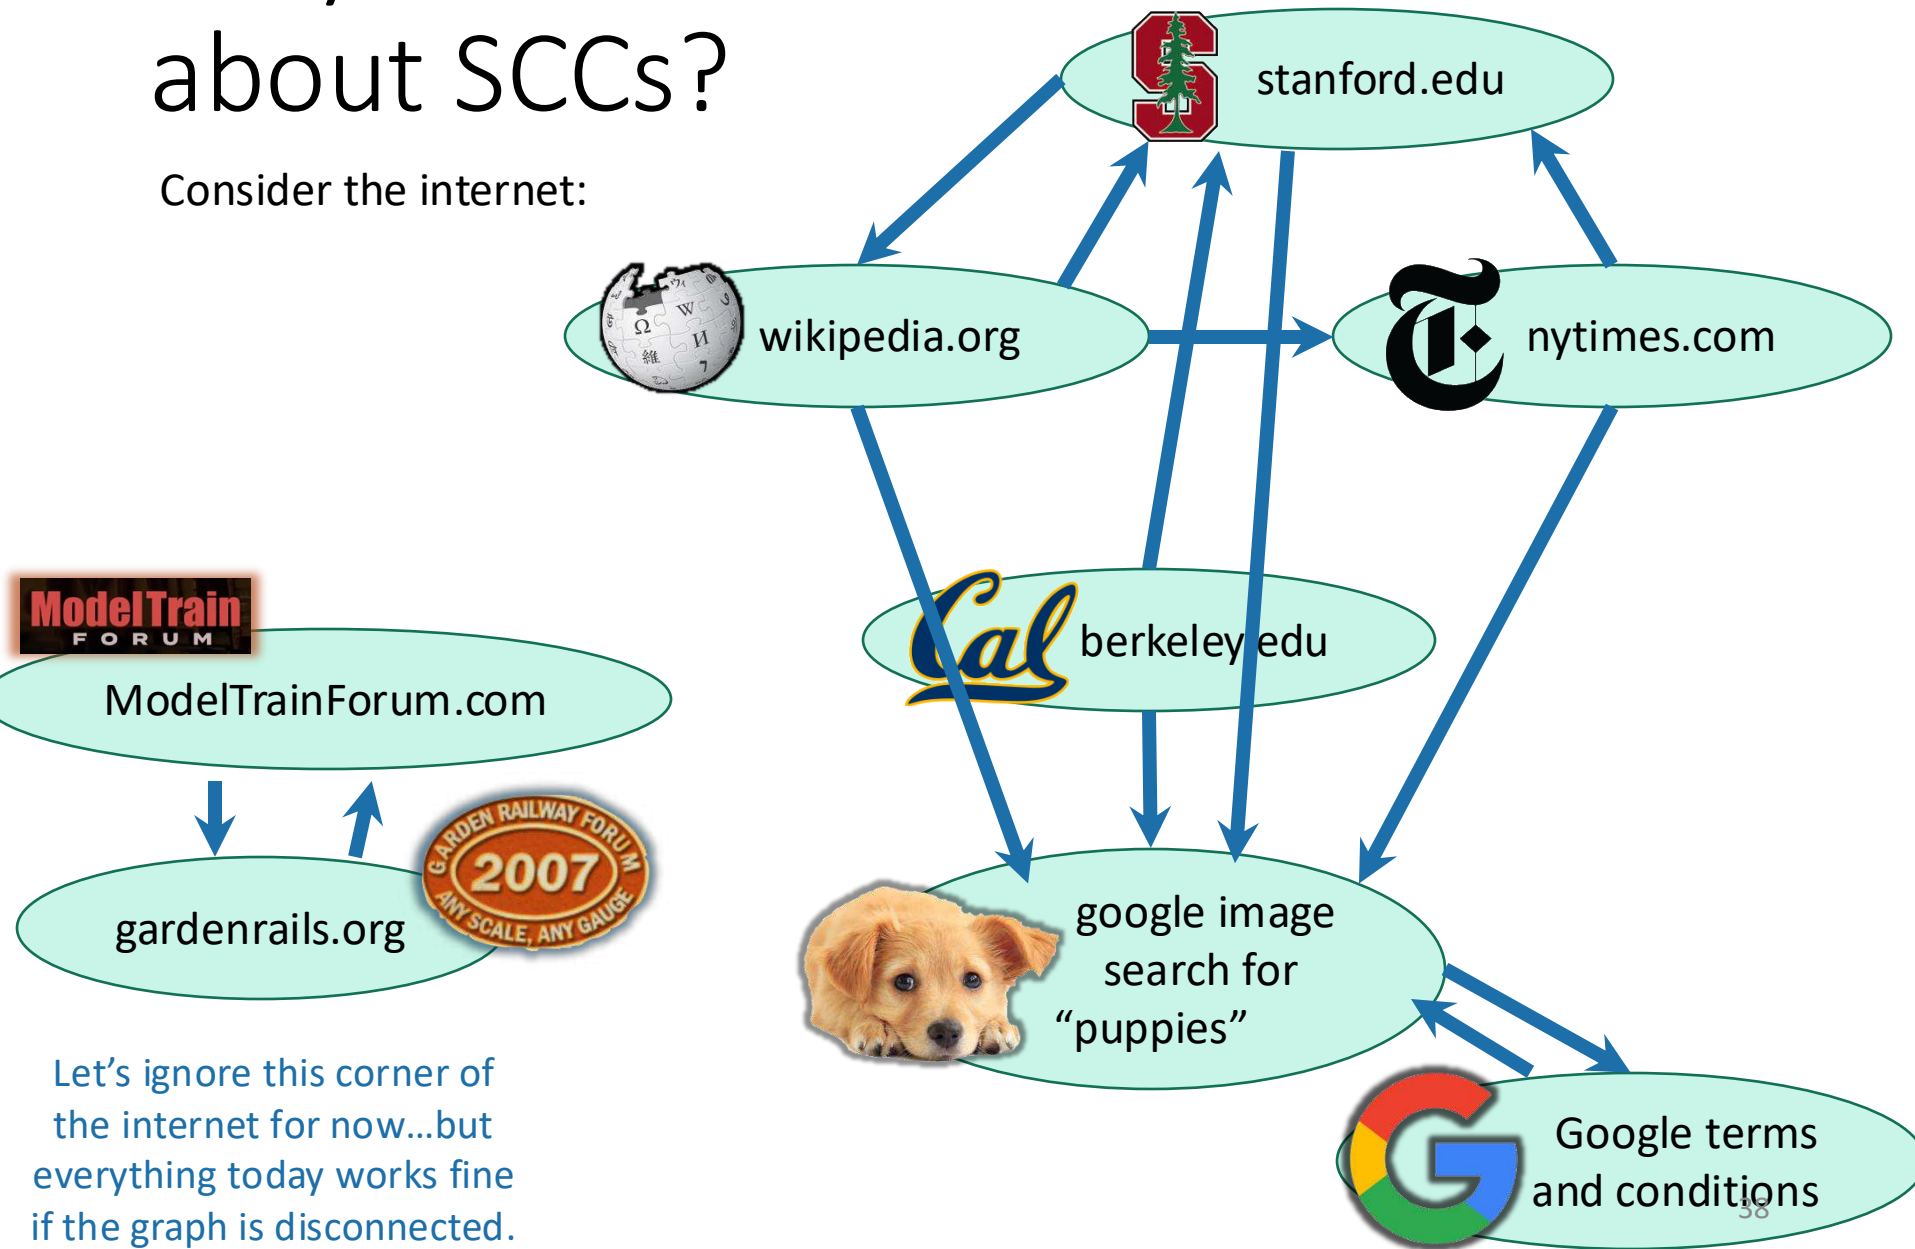 about SCCs?
Consider the internet:
stanford.edu
wikipedia.org
nytimes.com
berkeley.edu
ModelTrain
FORUM
ModelTrainForum.com
GARDEN RAILWAY FORUM
2007
ANY SCALE, ANY GAUGE
gardenrails.org
google image
search for
“puppies”
Let’s ignore this corner of
the internet for now…but
everything today works fine
if the graph is disconnected.
Google terms
and conditions
38